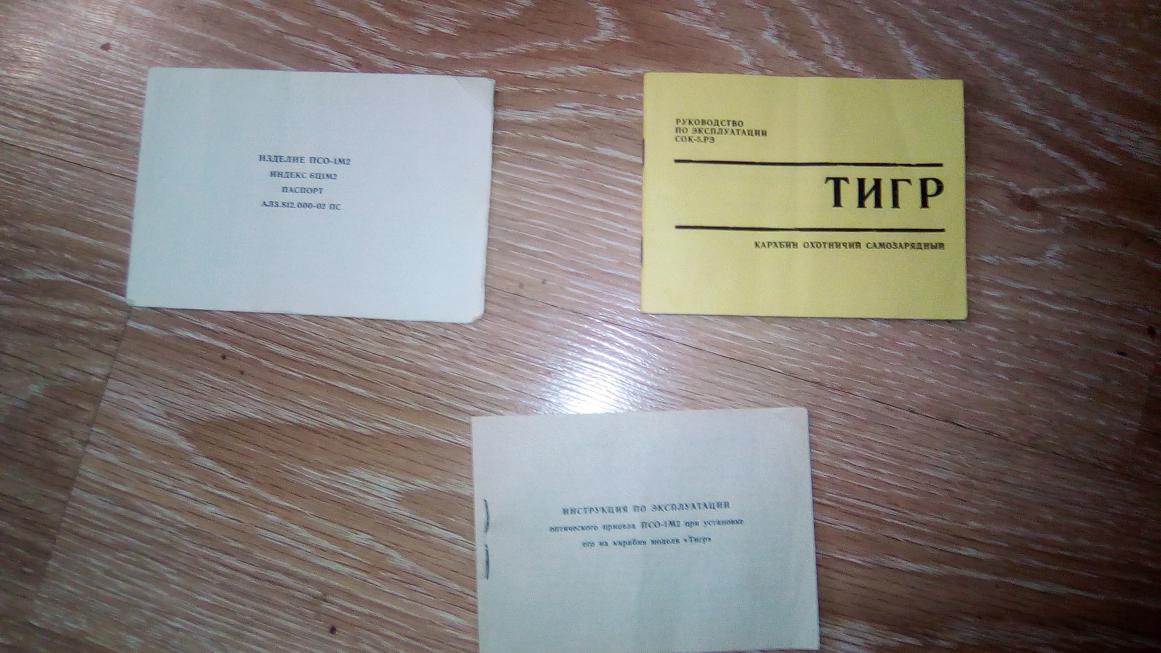 ИЗДЕЛИЕ ПСО-1М2
ИНДЕКС 6Ц1М2
ПАСПОРТ
АЛ3.812.000-02 ПС
РУКОВОДСТВО
ПО ЭКСПЛУАТАЦИИ
СОК-5.РЭ
ТИГР
КАРАБИН ОХОТНИЧИЙ САМОЗАРЯДНЫЙ
ИНСТРУКЦИЯ ПО ЭКСПЛУАТАЦИИ
оптического прицела ПСО-1М2 при установке
его на карабин модели «Тигр»